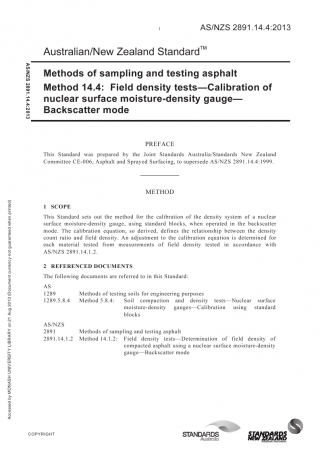 1
AS/NZS 2891.14.4:2013
Australian/New Zealand Standard™
Methods of sampling and testing asphalt
Method 14.4: Field density tests—Calibration of
nuclear surface moisture-density gauge—
Backscatter mode
PREFACE
This Standard was prepared by the Joint Standards Australia/Standards New Zealand
Committee CE-006, Asphalt and Sprayed Surfacing, to supersede AS/NZS 2891.14.4:1999.
METHOD
1 SCOPE
This Standard sets out the method for the calibration of the density system of a nuclear
surface moisture-density gauge, using standard blocks, when operated in the backscatter
mode. The calibration equation, so derived, defines the relationship between the density
count ratio and field density. An adjustment to the calibration equation is determined for
each material tested from measurements of field density tested in accordance with
AS/NZS 2891.14.1.2.
2 REFERENCED DOCUMENTS
The following documents are referred to in this Standard:
AS
1289 Methods of testing soils for engineering purposes
1289.5.8.4 Method 5.8.4: Soil compaction and density tests—Nuclear surface
moisture-density gauges—Calibration using standard
blocks
AS/NZS
2891 Methods of sampling and testing asphalt
2891.14.1.2 Method 14.1.2: Field density tests—Determination of field density of
compacted asphalt using a nuclear surface moisture-density
gauge—Backscatter mode
AS/NZS 2891.14.4:2013
Accessed by MONASH UNIVERSITY LIBRARY on 21 Aug 2013 (Document currency not guaranteed when printed)
COPYRIGHT
STANDARDS
Australia
STANDARDS
NEW ZEALAND